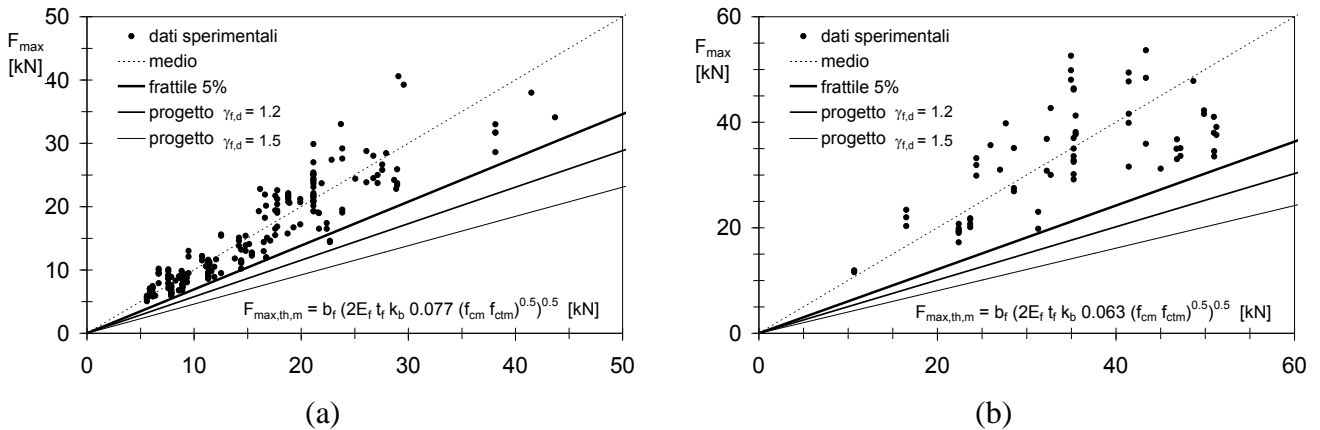 50
F_max
[kN]
40
30
20
10
0
dati sperimentali
medio
frattile 5%
progetto γ_f,d = 1.2
progetto γ_f,d = 1.5
F_max,th,m = b_f (2E_f t_f k_b 0.077 (f_cm f_ctm)^0.5)^0.5 [kN]
0 10 20 30 40 50
(a)
60
F_max
[kN]
40
20
0
dati sperimentali
medio
frattile 5%
progetto γ_f,d = 1.2
progetto γ_f,d = 1.5
F_max,th,m = b_f (2E_f t_f k_b 0.063 (f_cm f_ctm)^0.5)^0.5 [kN]
0 20 40 60
(b)